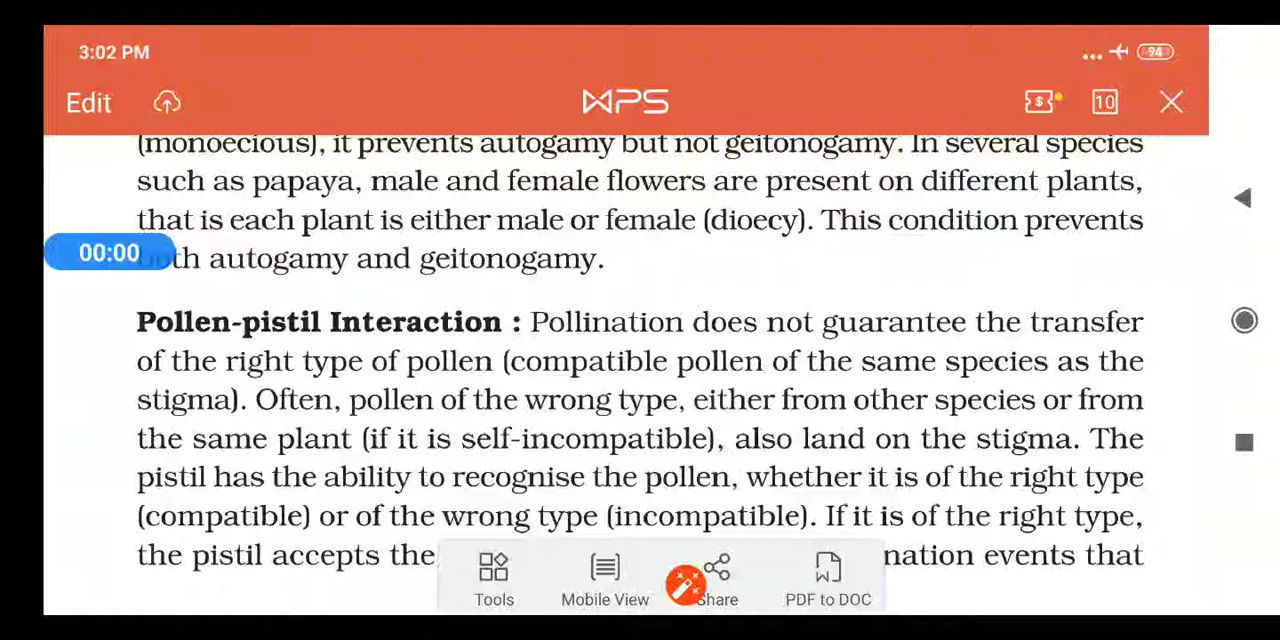 3:02 PM
94
Edit
WPS
$
10
(monoecious), it prevents autogamy but not geitonogamy. In several species
such as papaya, male and female flowers are present on different plants,
that is each plant is either male or female (dioecy). This condition prevents
00:00
oth autogamy and geitonogamy.
Pollen-pistil Interaction : Pollination does not guarantee the transfer
of the right type of pollen (compatible pollen of the same species as the
stigma). Often, pollen of the wrong type, either from other species or from
the same plant (if it is self-incompatible), also land on the stigma. The
pistil has the ability to recognise the pollen, whether it is of the right type
(compatible) or of the wrong type (incompatible). If it is of the right type,
the pistil accepts the nation events that
Tools Mobile View Share PDF to DOC